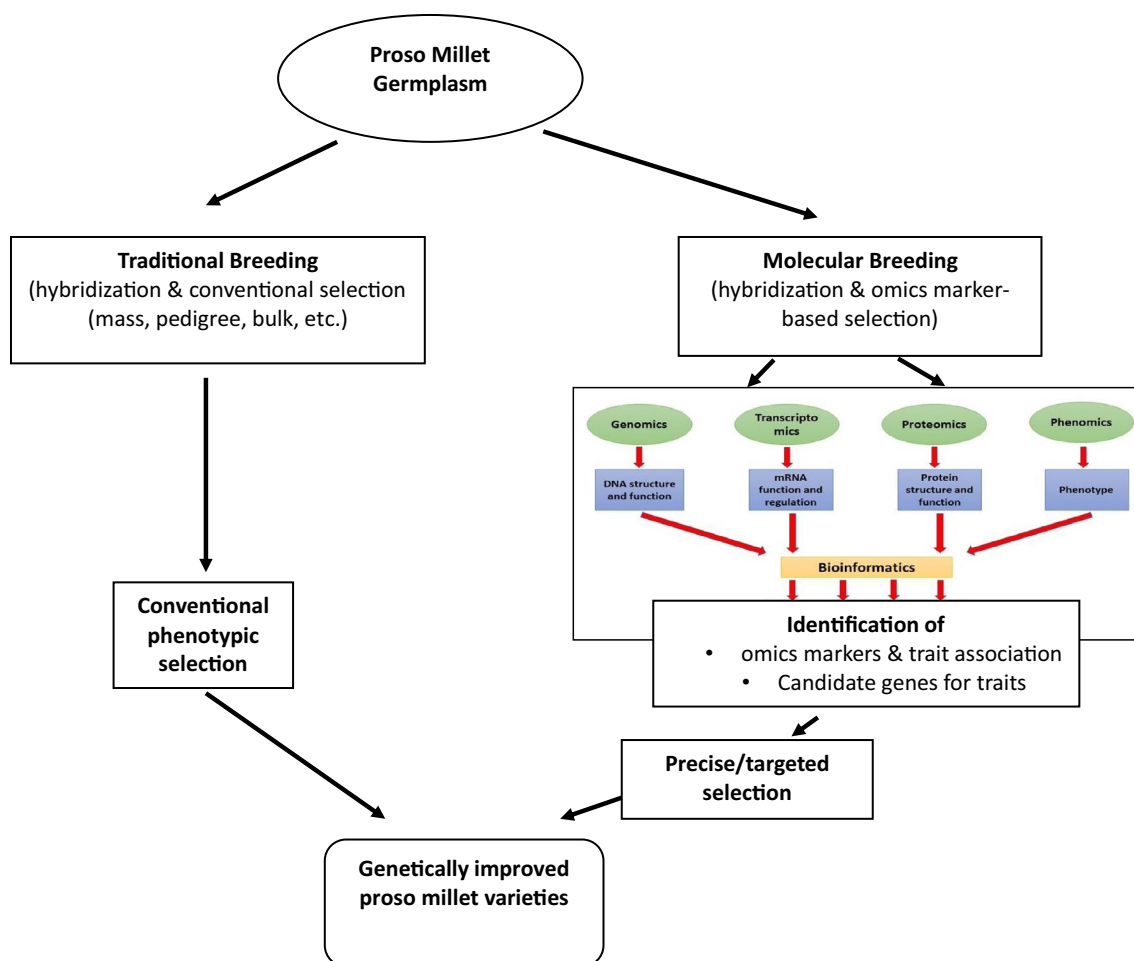 Proso Millet
Germplasm
Traditional Breeding
(hybridization & conventional selection
(mass, pedigree, bulk, etc.)
Molecular Breeding
(hybridization & omics marker-
based selection)
Genomics
Transcripto
mics
Proteomics
Phenomics
DNA structure
and function
mRNA
function and
regulation
Protein
structure and
function
Phenotype
Bioinformatics
Conventional
phenotypic
selection
Identification of
• omics markers & trait association
• Candidate genes for traits
Precise/targeted
selection
Genetically improved
proso millet varieties